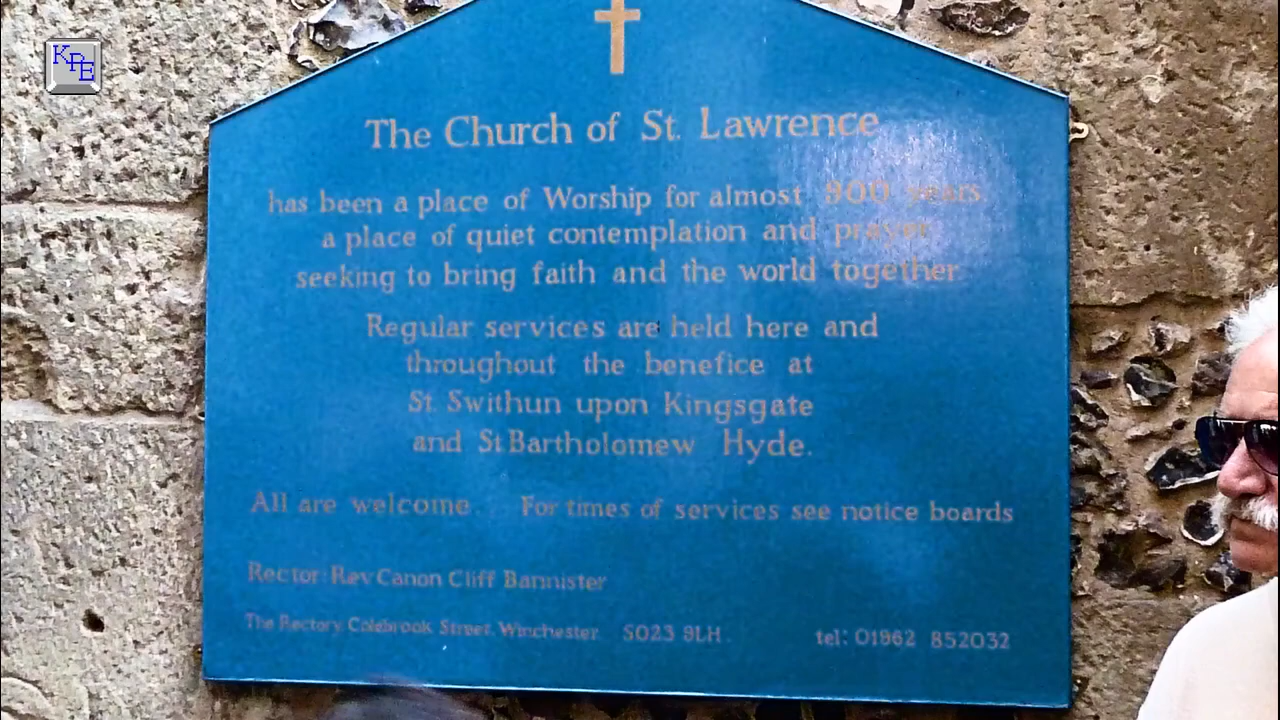 KPE
The Church of St. Lawrence
has been a place of Worship for almost 900 years
a place of quiet contemplation and prayer
seeking to bring faith and the world together
Regular services are held here and
throughout the benefice at
St. Swithun upon Kingsgate
and St Bartholomew Hyde.
All are welcome. For times of services see notice boards
Rector: Rev Canon Cliff Bannister
The Rectory, Colebrook Street, Winchester. SO23 9LH. tel: 01962 852032